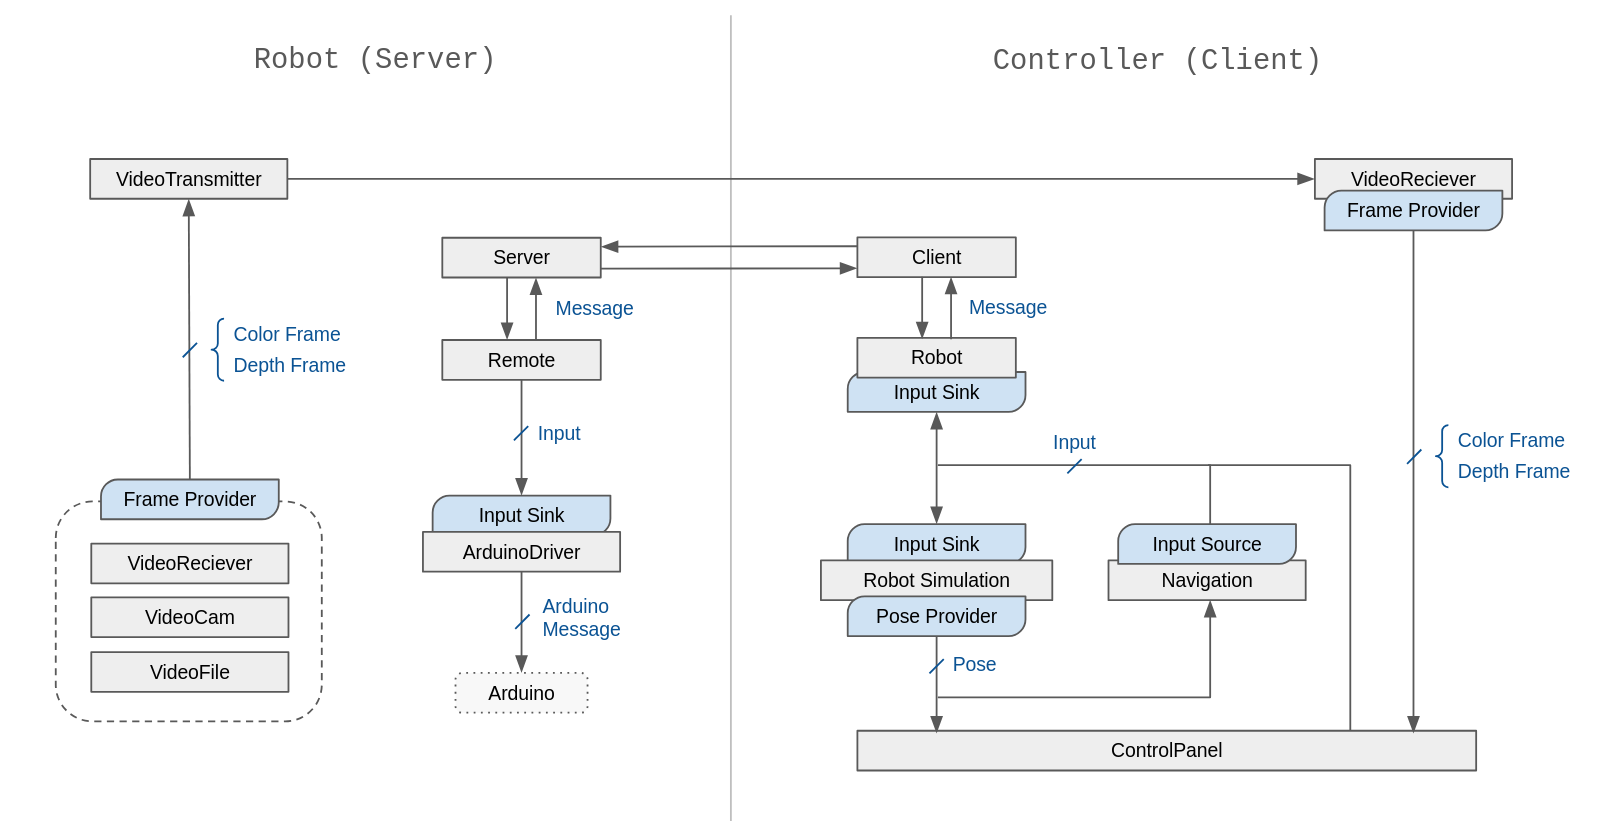 Robot (Server)
Controller (Client)
VideoTransmitter
VideoReciever
Frame Provider
Server
Client
Message
Message
Remote
Robot
Input Sink
Color Frame
Depth Frame
Input
Input
Color Frame
Depth Frame
Frame Provider
VideoReciever
VideoCam
VideoFile
Input Sink
ArduinoDriver
Arduino
Message
Arduino
Input Sink
Robot Simulation
Pose Provider
Input Source
Navigation
Pose
ControlPanel